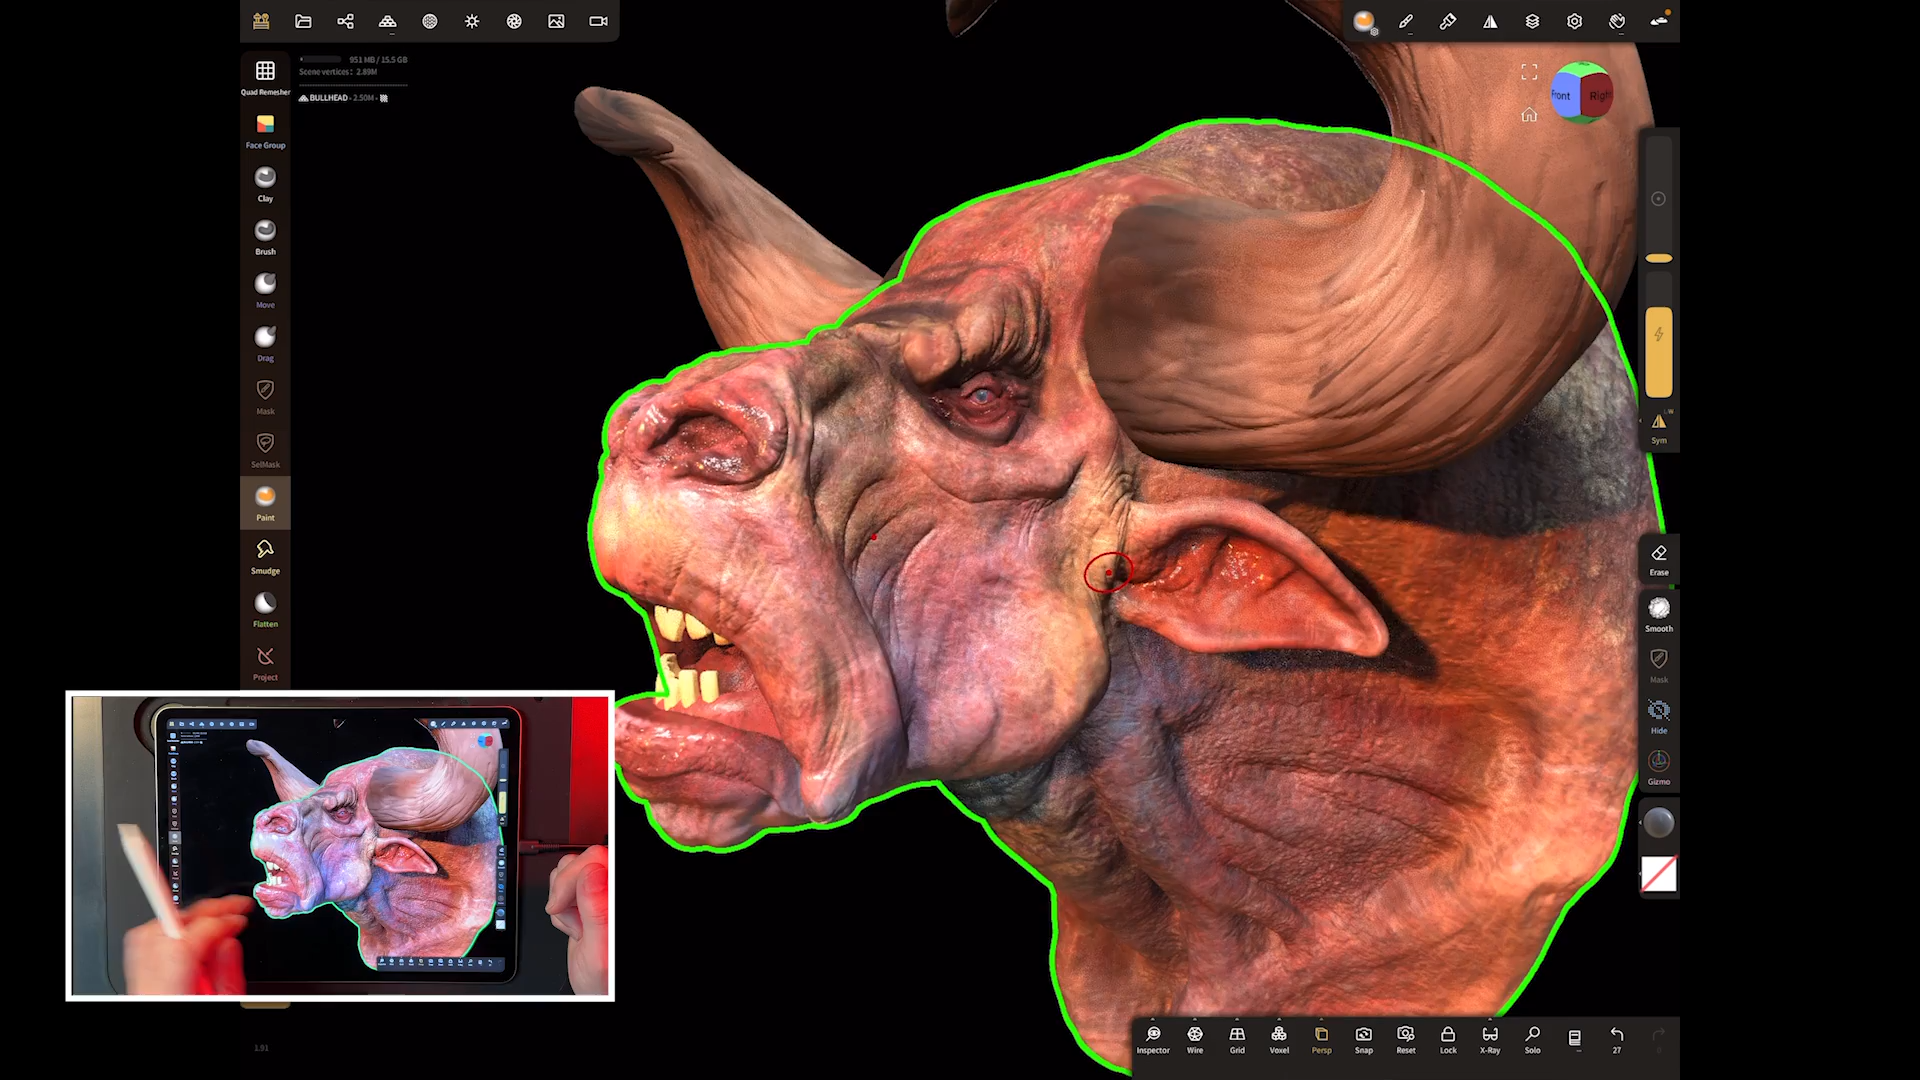 951 MB / 15.5 GB
Scene vertices: 2.89M
BULLHEAD - 2.50M -
Quad Remesher
Face Group
Clay
Brush
Move
Drag
Mask
SelMask
Paint
Smudge
Flatten
Project
1.91
Front
Right
Sym
Erase
Smooth
Mask
Hide
Gizmo
Inspector
Wire
Grid
Voxel
Persp
Snap
Reset
Lock
X-Ray
Solo
27